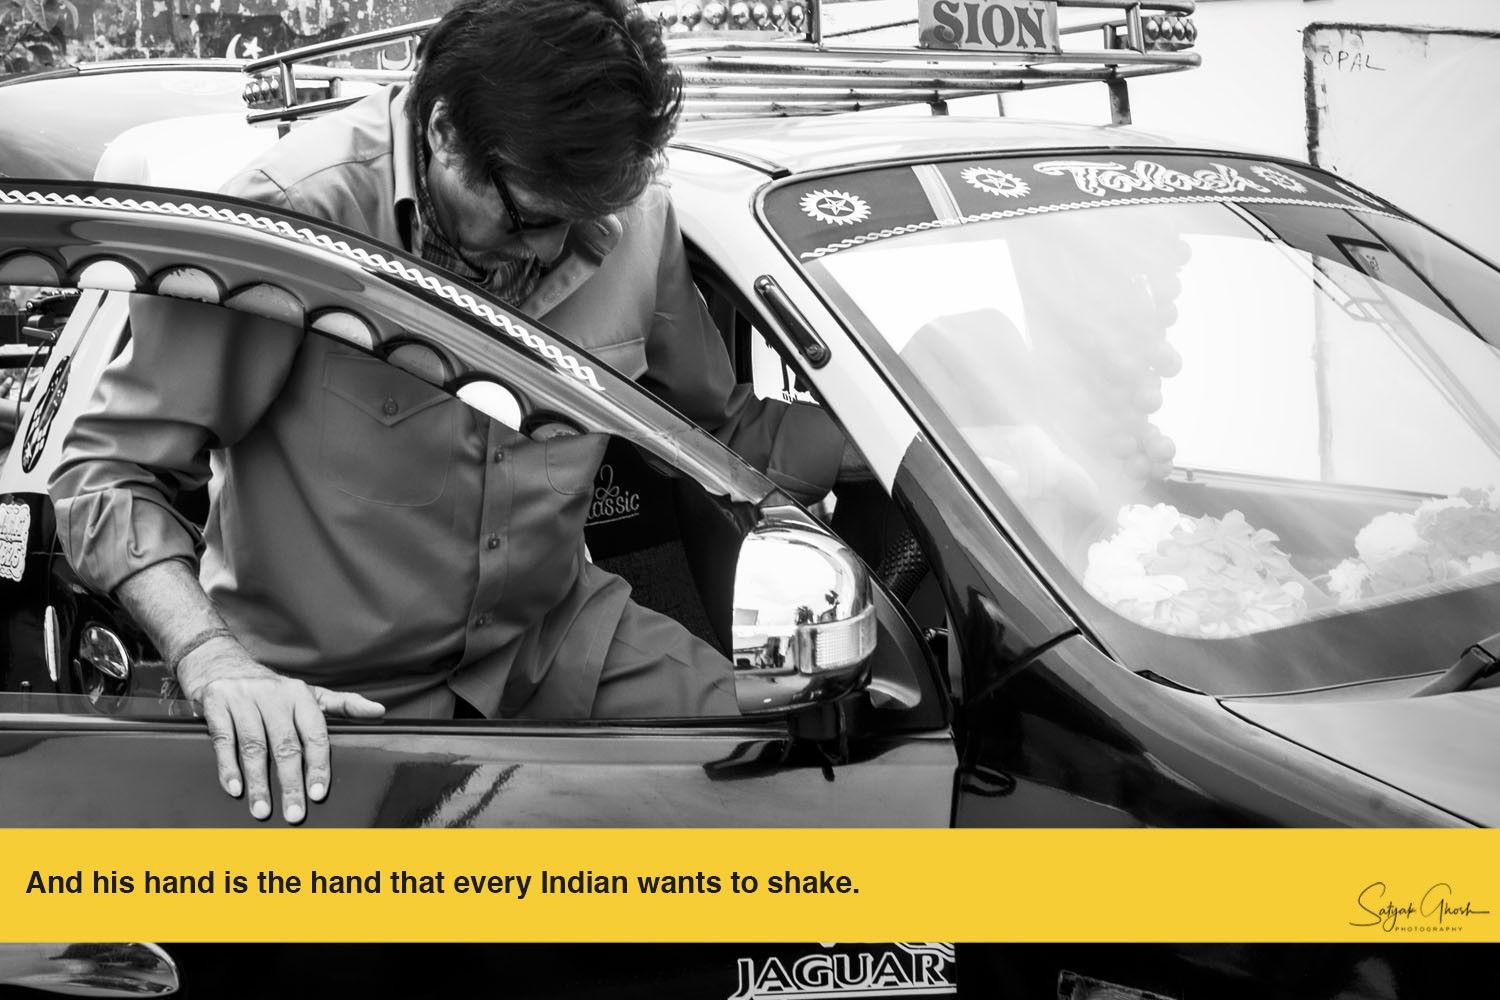 SION
OPAL
Talash
Classic
And his hand is the hand that every Indian wants to shake.
Satyak Ghosh
PHOTOGRAPHY
JAGUAR